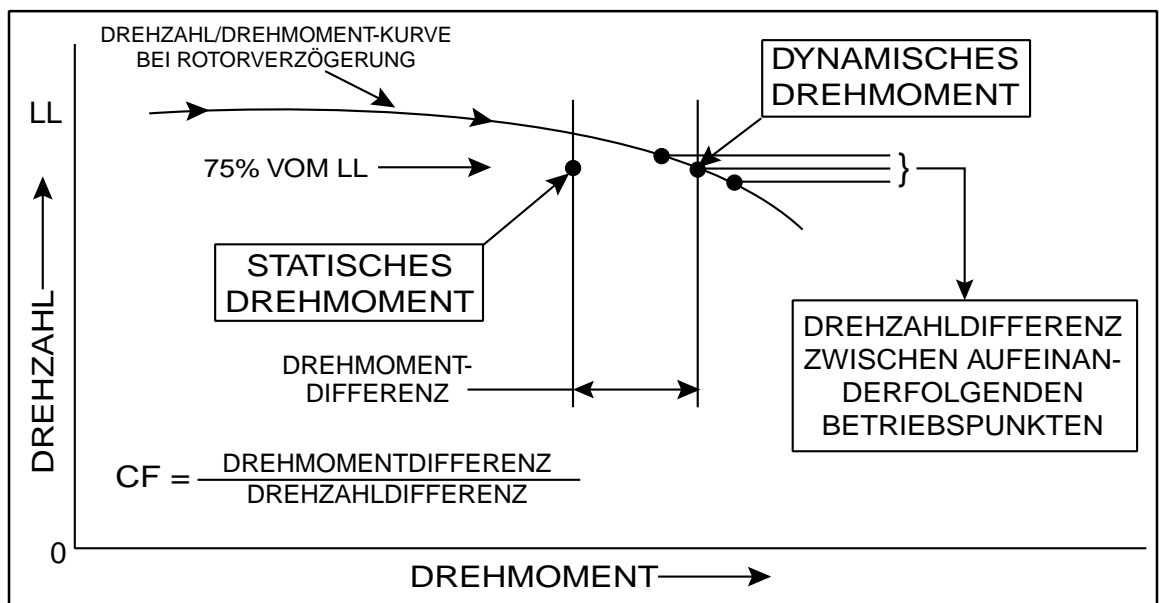 DREHZAHL/DREHMOMENT-KURVE
BEI ROTORVERZÖGERUNG
DYNAMISCHES
DREHMOMENT
LL
75% VOM LL
}
STATISCHES
DREHMOMENT
DREHZAHL
DREHZAHLDIFFERENZ
ZWISCHEN AUFEINAN-
DERFOLGENDEN
BETRIEBSPUNKTEN
DREHMOMENT-
DIFFERENZ
CF = DREHMOMENTDIFFERENZ
DREHZAHLDIFFERENZ
0
DREHMOMENT